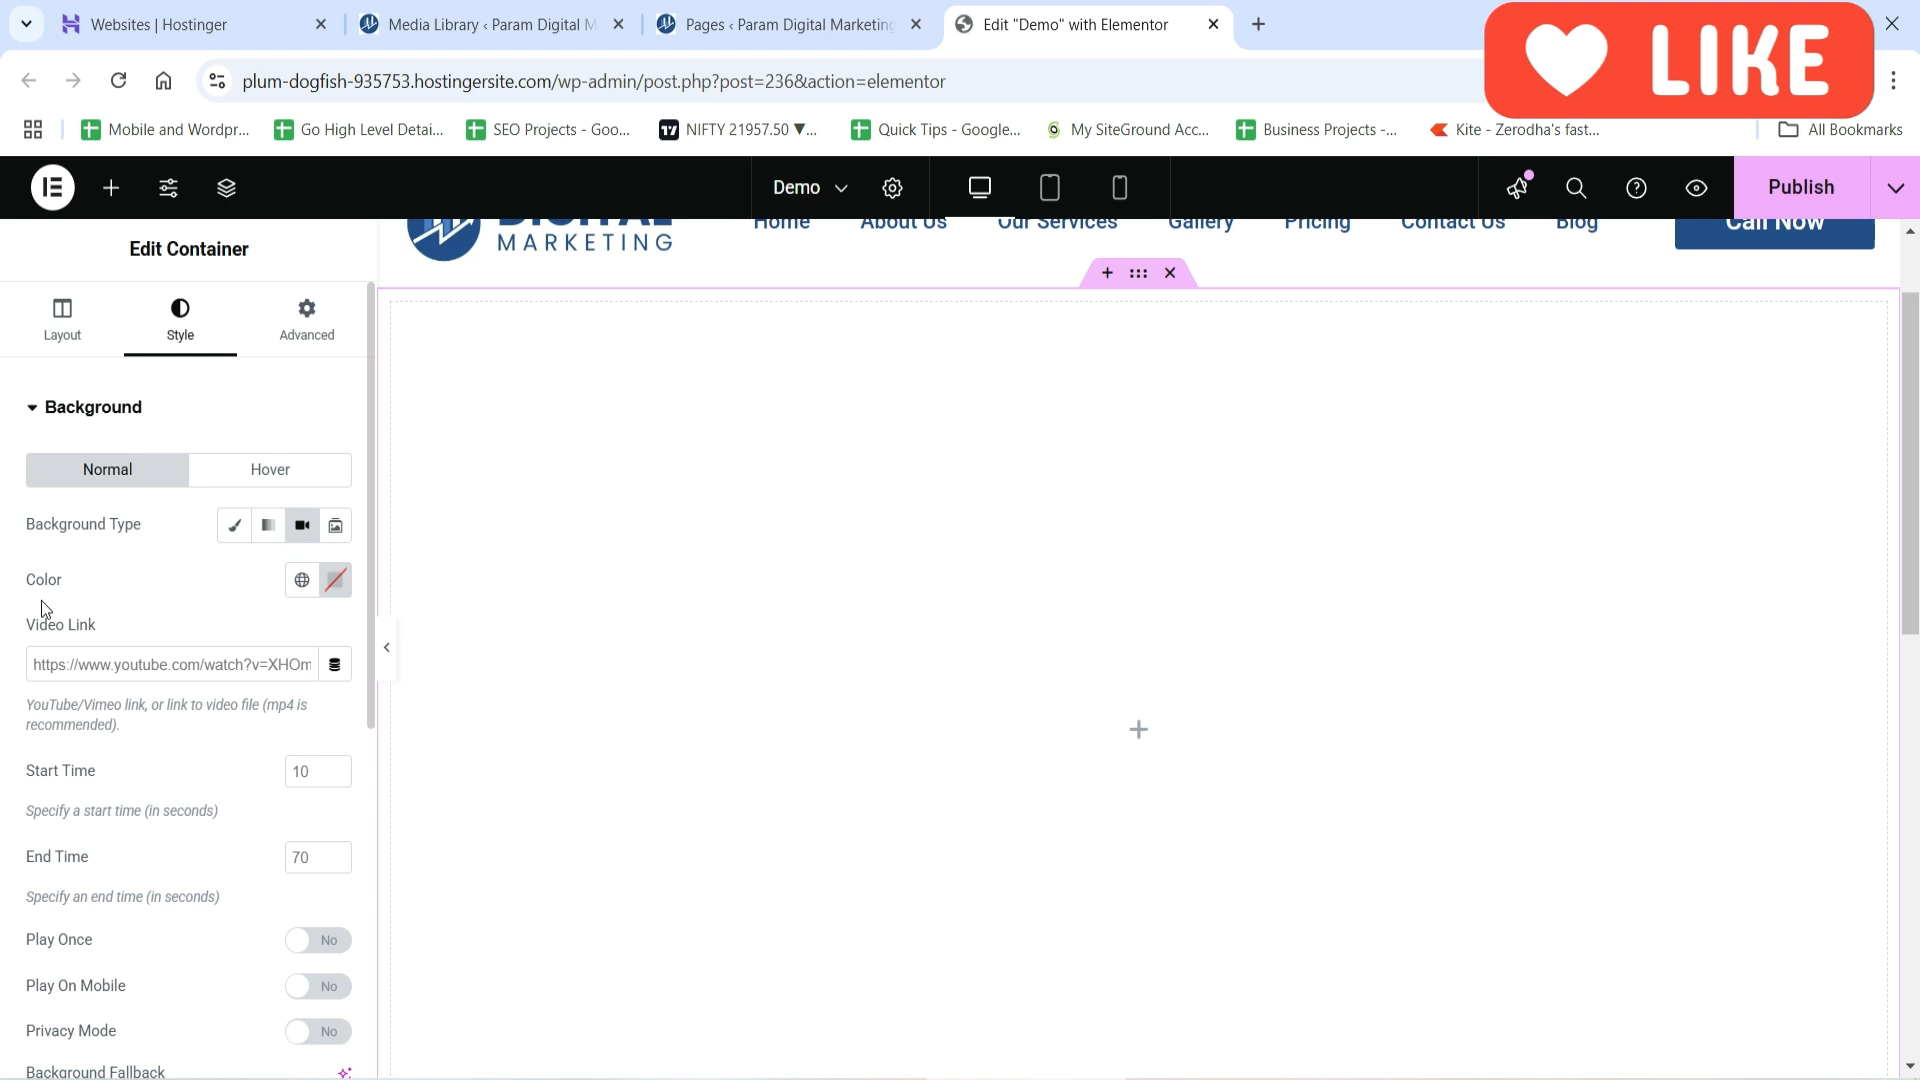 Websites | Hostinger
Media Library ‹ Param Digital M
Pages ‹ Param Digital Marketing
Edit "Demo" with Elementor
LIKE
plum-dogfish-935753.hostingersite.com/wp-admin/post.php?post=236&action=elementor
Mobile and Wordpr...
Go High Level Detai...
SEO Projects - Goo...
NIFTY 21957.50 ▼...
Quick Tips - Google...
My SiteGround Acc...
Business Projects -...
Kite - Zerodha's fast...
All Bookmarks
Demo
Publish
Edit Container
DIGITAL
MARKETING
Home
About Us
Our Services
Gallery
Pricing
Contact Us
Blog
Call Now
Layout
Style
Advanced
Background
Normal
Hover
Background Type
Color
Video Link
https://www.youtube.com/watch?v=XHOm
YouTube/Vimeo link, or link to video file (mp4 is
recommended).
Start Time
10
Specify a start time (in seconds)
End Time
70
Specify an end time (in seconds)
Play Once
No
Play On Mobile
No
Privacy Mode
No
Background Fallback